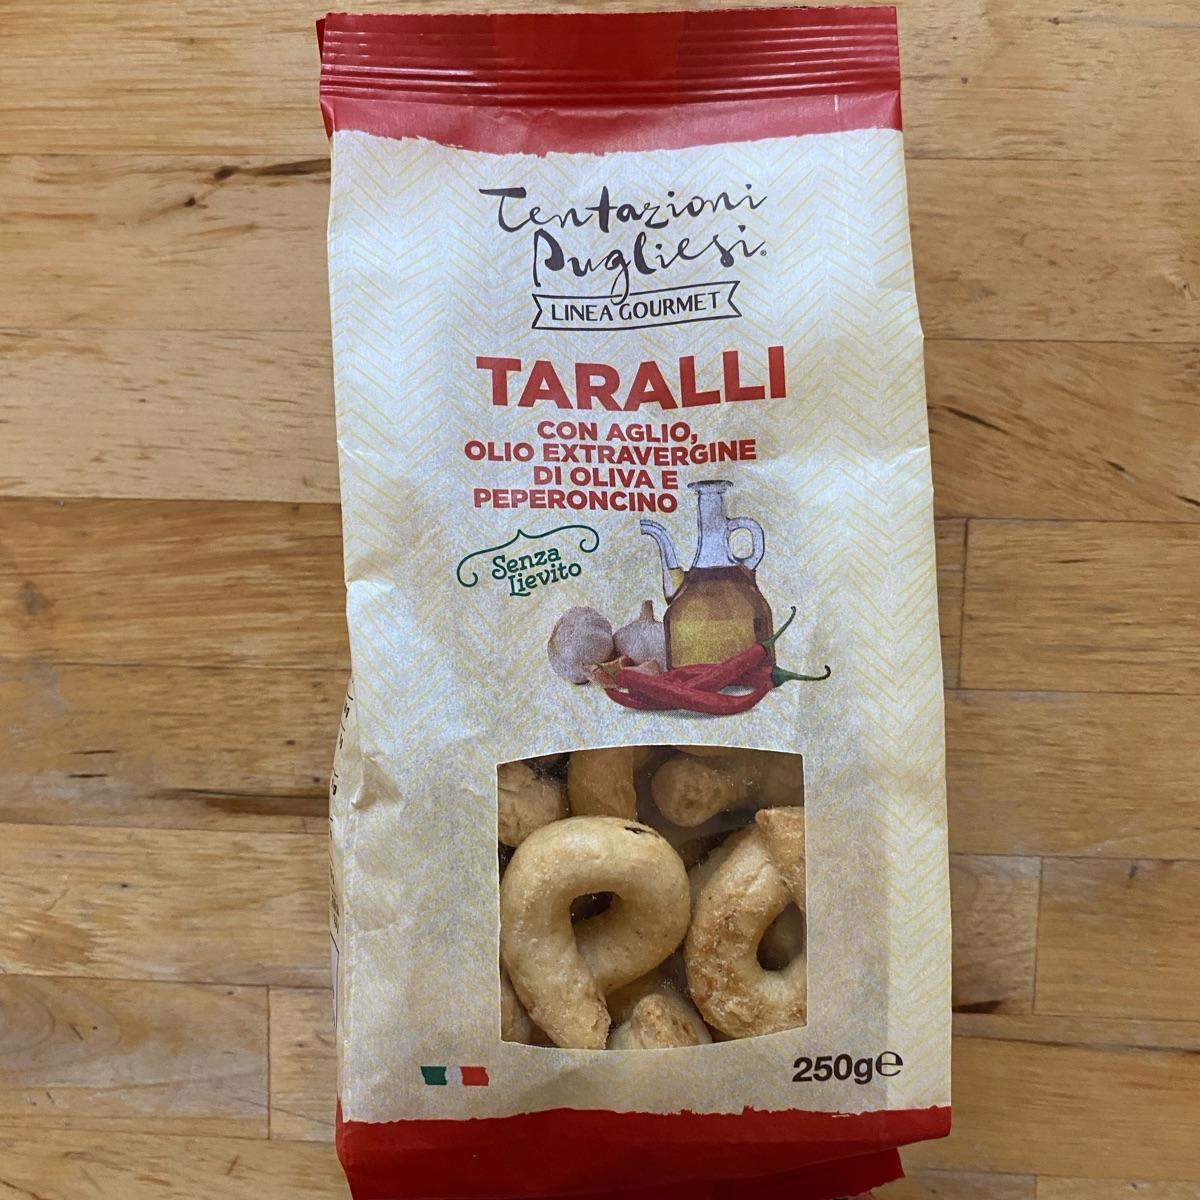 Tentazioni
Pugliesi®
LINEA GOURMET
TARALLI
CON AGLIO,
OLIO EXTRAVERGINE
DI OLIVA E
PEPERONCINO
Senza
Lievito
250g℮